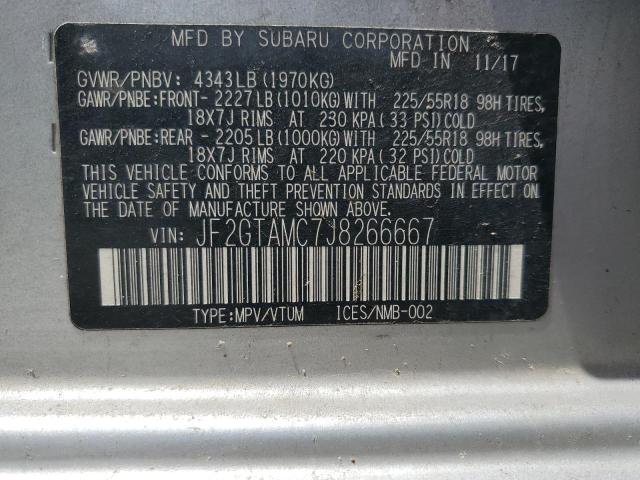 MFD BY SUBARU CORPORATION
MFD IN 11/17
GVWR/PNBV: 4343LB (1970KG)
GAWR/PNBE:FRONT- 2227LB (1010KG)WITH 225/55R18 98H TIRES,
18X7J RIMS AT 230 KPA( 33 PSI)COLD
GAWR/PNBE:REAR - 2205LB (1000KG)WITH 225/55R18 98H TIRES,
18X7J RIMS AT 220 KPA( 32 PSI)COLD
THIS VEHICLE CONFORMS TO ALL APPLICABLE FEDERAL MOTOR
VEHICLE SAFETY AND THEFT PREVENTION STANDARDS IN EFFECT ON
THE DATE OF MANUFACTURE SHOWN ABOVE.
VIN: JF2GTAMC7J8266667
TYPE:MPV/VTUM ICES/NMB-002